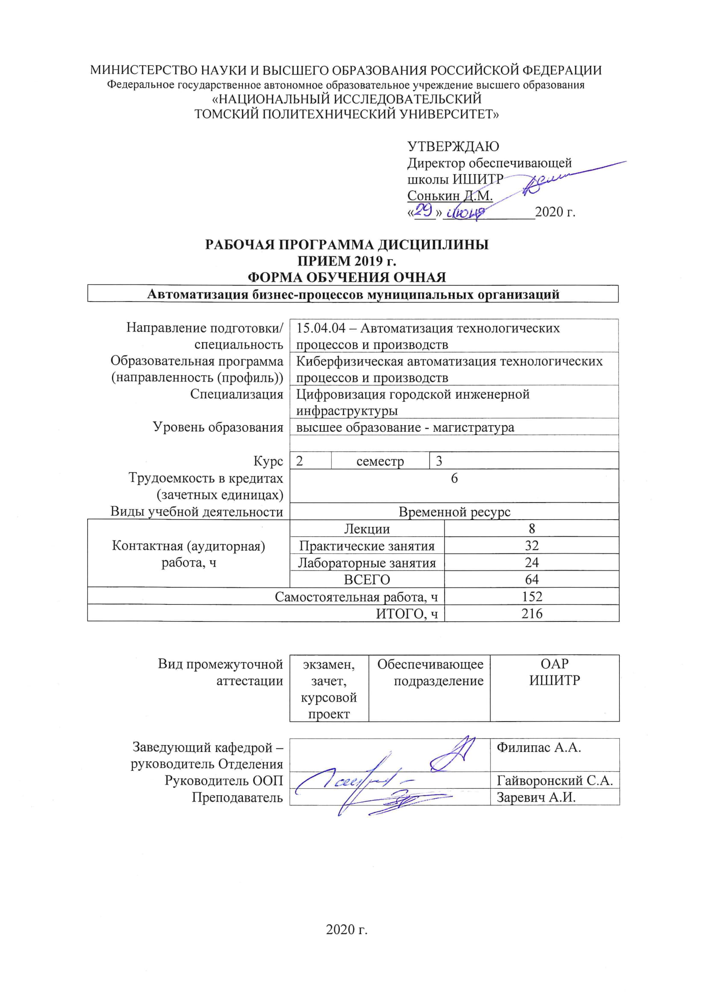 МИНИСТЕРСТВО НАУКИ И ВЫСШЕГО ОБРАЗОВАНИЯ РОССИЙСКОЙ ФЕДЕРАЦИИ
Федеральное государственное автономное образовательное учреждение высшего образования
«НАЦИОНАЛЬНЫЙ ИССЛЕДОВАТЕЛЬСКИЙ
ТОМСКИЙ ПОЛИТЕХНИЧЕСКИЙ УНИВЕРСИТЕТ»
УТВЕРЖДАЮ
Директор обеспечивающей
школы ИШИТР
Сонькин Д.М.
«29» июня 2020 г.
РАБОЧАЯ ПРОГРАММА ДИСЦИПЛИНЫ
ПРИЕМ 2019 г.
ФОРМА ОБУЧЕНИЯ ОЧНАЯ
Автоматизация бизнес-процессов муниципальных организаций
Направление подготовки/ 15.04.04 – Автоматизация технологических
специальность процессов и производств
Образовательная программа Киберфизическая автоматизация технологических
(направленность (профиль)) процессов и производств
Специализация Цифровизация городской инженерной
инфраструктуры
Уровень образования высшее образование - магистратура
Курс 2 семестр 3
Трудоемкость в кредитах 6
(зачетных единицах)
Виды учебной деятельности Временной ресурс
Лекции 8
Контактная (аудиторная) Практические занятия 32
работа, ч Лабораторные занятия 24
ВСЕГО 64
Самостоятельная работа, ч 152
ИТОГО, ч 216
Вид промежуточной экзамен, Обеспечивающее ОАР
аттестации зачет, подразделение ИШИТР
курсовой
проект
Заведующий кафедрой – Филипас А.А.
руководитель Отделения
Руководитель ООП Гайворонский С.А.
Преподаватель Заревич А.И.
2020 г.